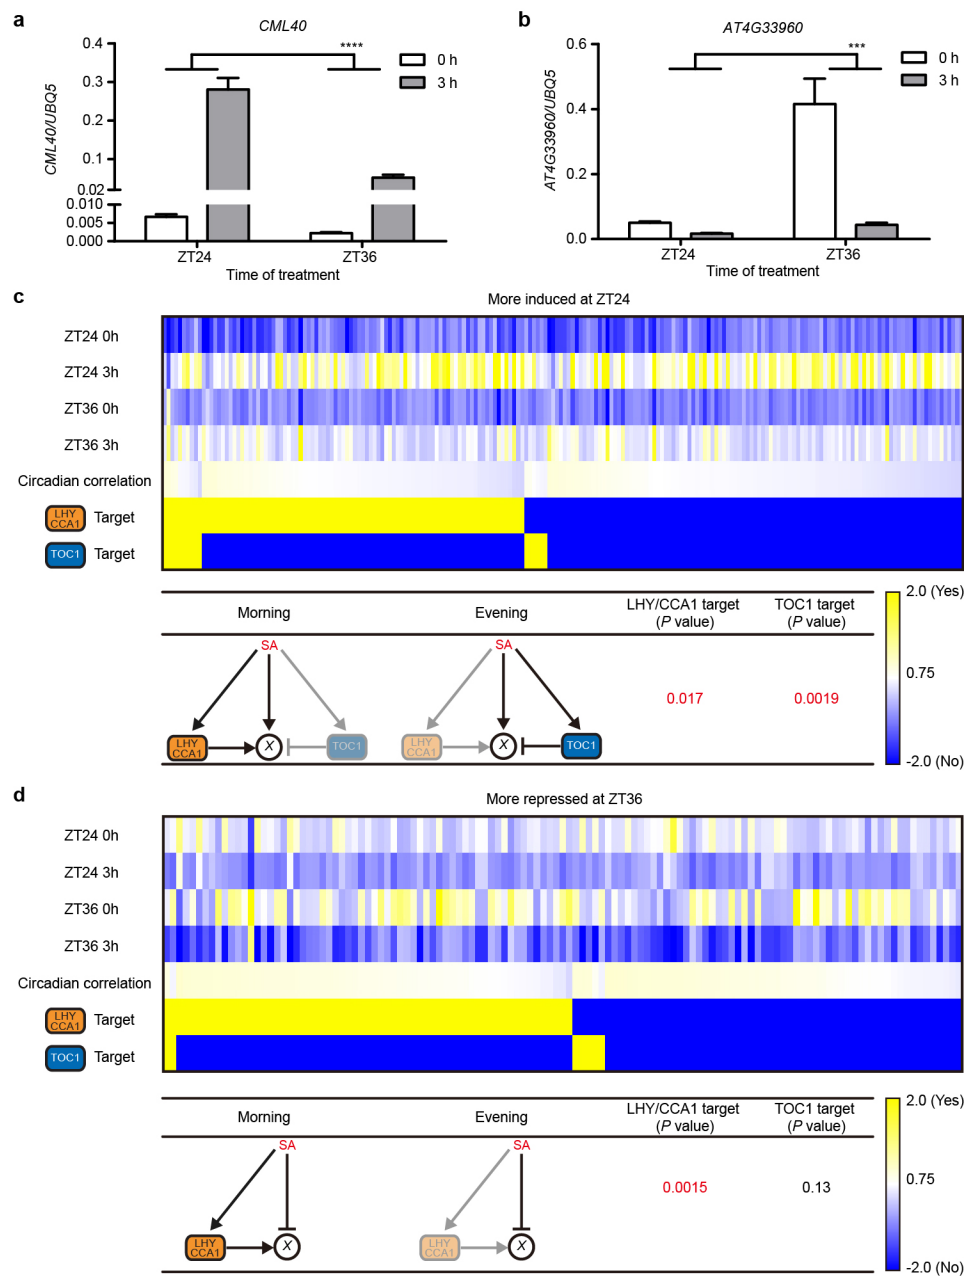 a
CML40
0.4
0.3
0.2
0.1
0.02
0.010
0.005
0.000
CML40/UBQ5
****
0 h
3 h
ZT24
ZT36
Time of treatment
b
AT4G33960
0.6
0.4
0.2
0.0
AT4G33960/UBQ5
***
0 h
3 h
ZT24
ZT36
Time of treatment
c
More induced at ZT24
ZT24 0h
ZT24 3h
ZT36 0h
ZT36 3h
Circadian correlation
LHY
CCA1
Target
TOC1
Target
Morning
Evening
LHY/CCA1 target
(P value)
TOC1 target
(P value)
SA
LHY
CCA1
X
TOC1
SA
LHY
CCA1
X
TOC1
0.017
0.0019
2.0 (Yes)
0.75
-2.0 (No)
d
More repressed at ZT36
ZT24 0h
ZT24 3h
ZT36 0h
ZT36 3h
Circadian correlation
LHY
CCA1
Target
TOC1
Target
Morning
Evening
LHY/CCA1 target
(P value)
TOC1 target
(P value)
SA
LHY
CCA1
X
SA
LHY
CCA1
X
0.0015
0.13
2.0 (Yes)
0.75
-2.0 (No)